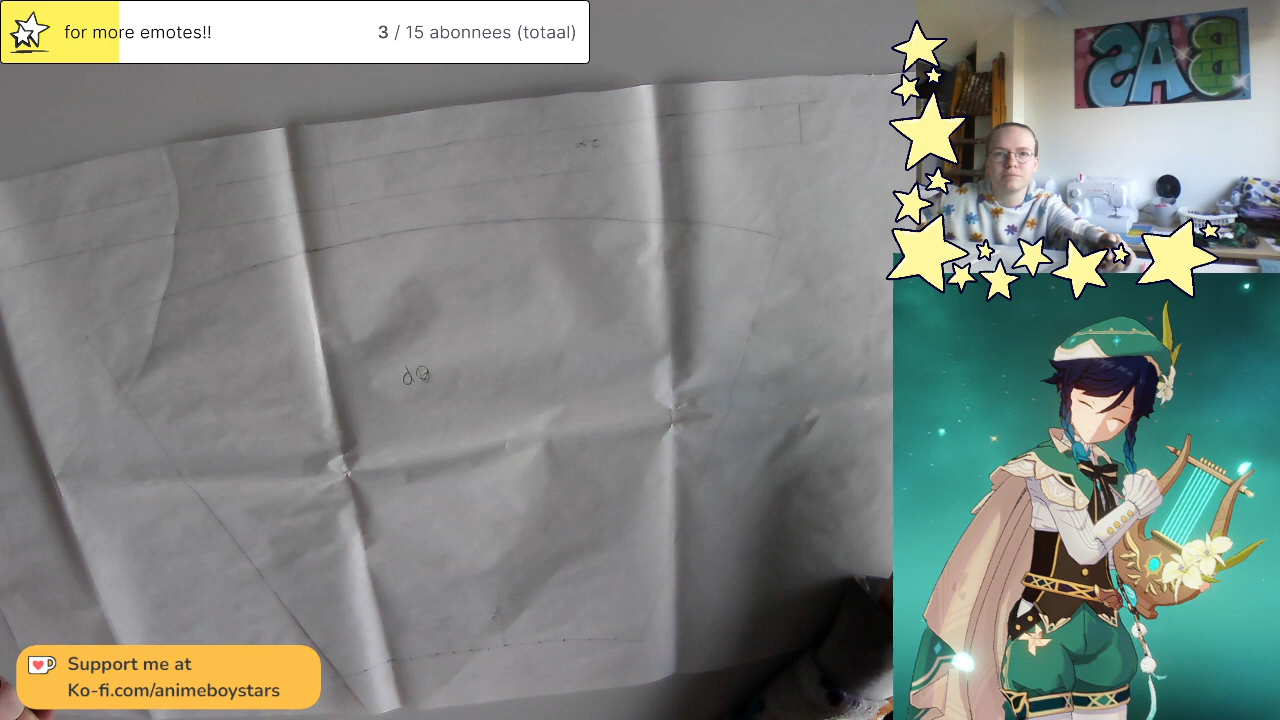 for more emotes!!
3 / 15 abonnees (totaal)
BAS
Support me at
Ko-fi.com/animeboystars